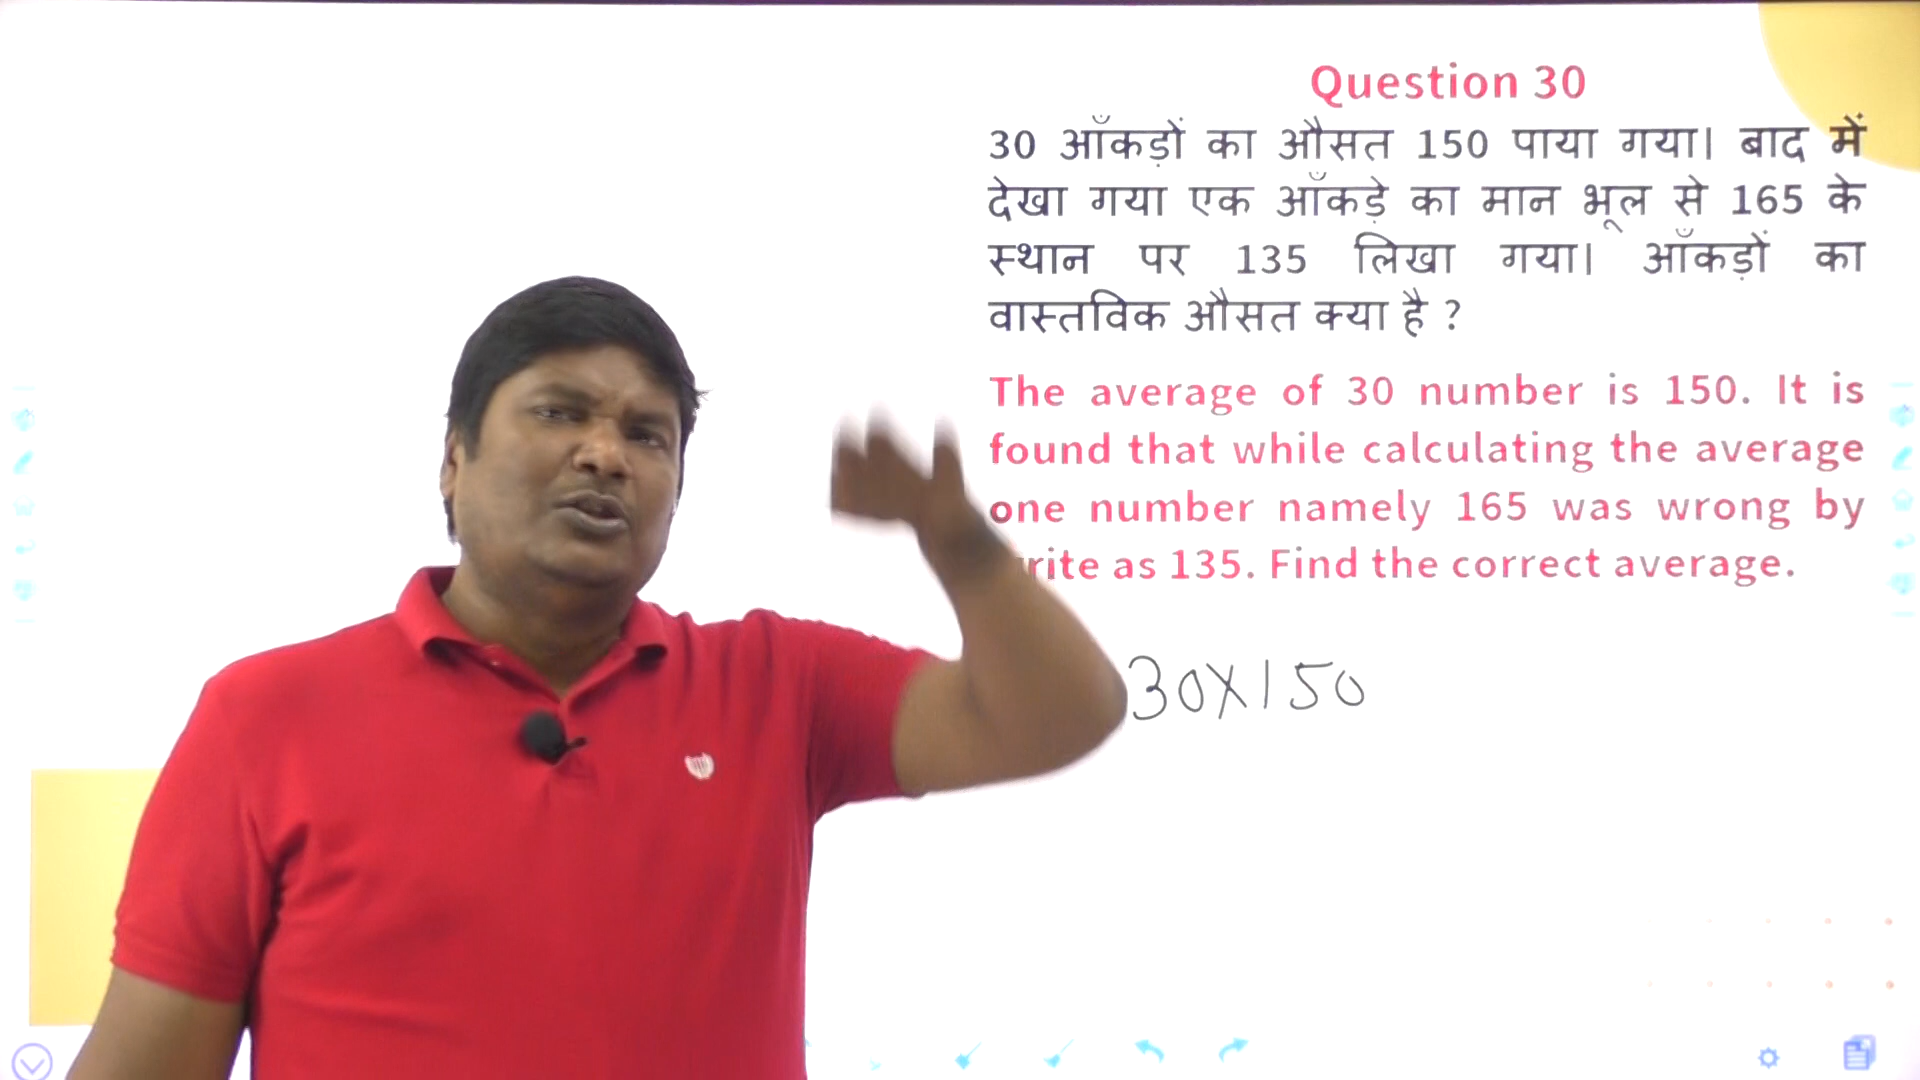 Question 30
30 आँकड़ों का औसत 150 पाया गया। बाद में
देखा गया एक आँकड़े का मान भूल से 165 के
स्थान पर 135 लिखा गया। आँकड़ों का
वास्तविक औसत क्या है ?
The average of 30 number is 150. It is
found that while calculating the average
one number namely 165 was wrong by
rite as 135. Find the correct average.
30X150